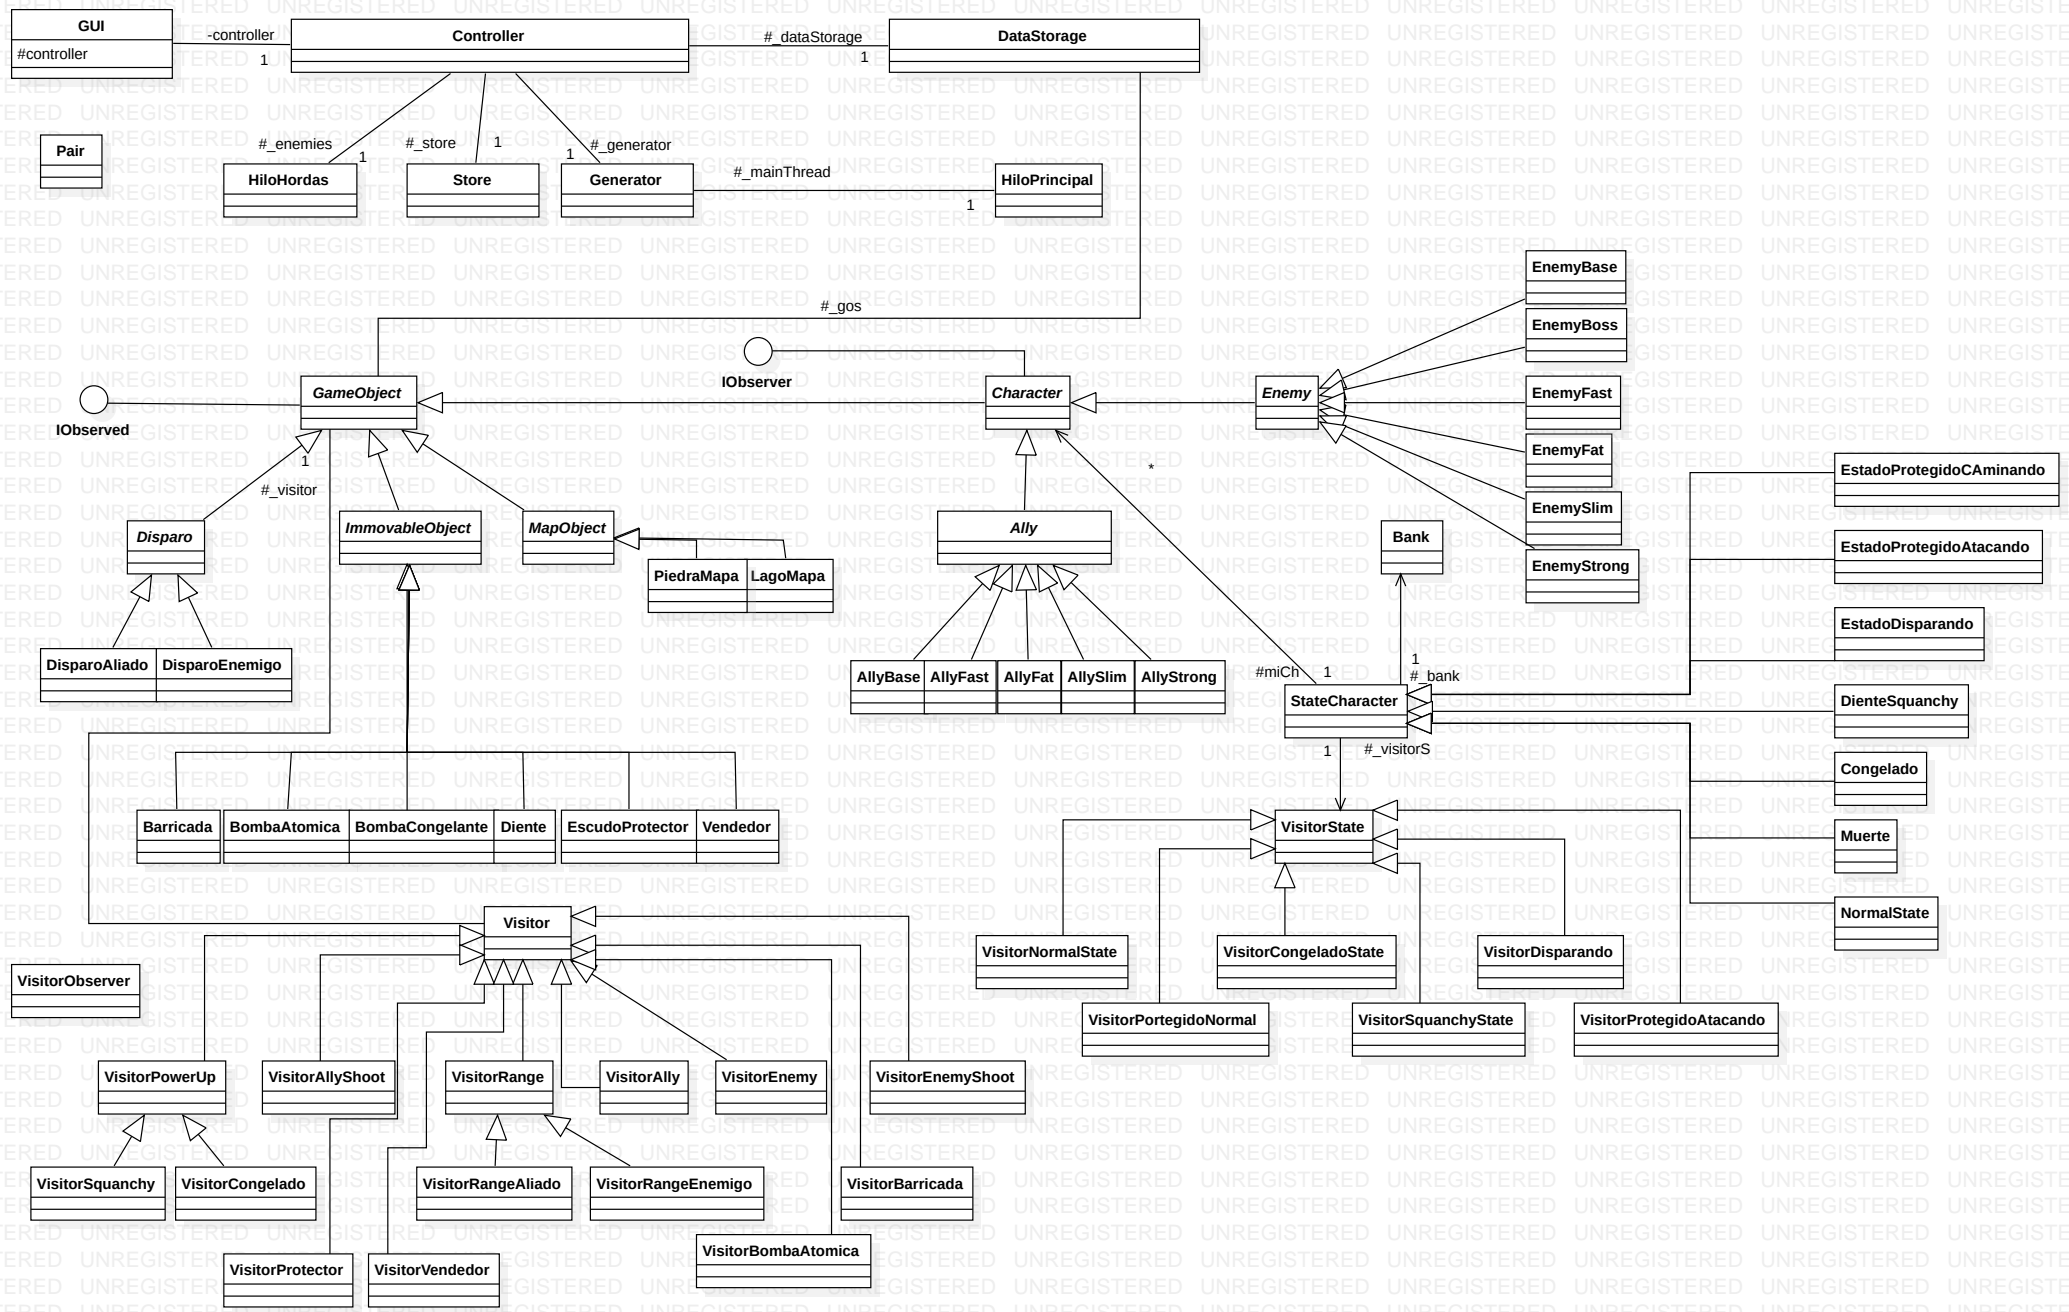 GUI
#controller
-controller
1
Controller
#_dataStorage
1
DataStorage
Pair
#_enemies
1
#_store
1
1
#_generator
HiloHordas
Store
Generator
#_mainThread
1
HiloPrincipal
#_gos
EnemyBase
EnemyBoss
EnemyFast
EnemyFat
EnemySlim
EnemyStrong
IObserver
IObserved
GameObject
Character
Enemy
1
#_visitor
*
Disparo
ImmovableObject
MapObject
PiedraMapa
LagoMapa
Ally
Bank
EstadoProtegidoCAminando
EstadoProtegidoAtacando
EstadoDisparando
DienteSquanchy
Congelado
Muerte
NormalState
DisparoAliado
DisparoEnemigo
AllyBase
AllyFast
AllyFat
AllySlim
AllyStrong
#miCh
1
1
#_bank
StateCharacter
1
#_visitorS
Barricada
BombaAtomica
BombaCongelante
Diente
EscudoProtector
Vendedor
VisitorState
Visitor
VisitorNormalState
VisitorCongeladoState
VisitorDisparando
VisitorObserver
VisitorPortegidoNormal
VisitorSquanchyState
VisitorProtegidoAtacando
VisitorPowerUp
VisitorAllyShoot
VisitorRange
VisitorAlly
VisitorEnemy
VisitorEnemyShoot
VisitorSquanchy
VisitorCongelado
VisitorRangeAliado
VisitorRangeEnemigo
VisitorBarricada
VisitorBombaAtomica
VisitorProtector
VisitorVendedor